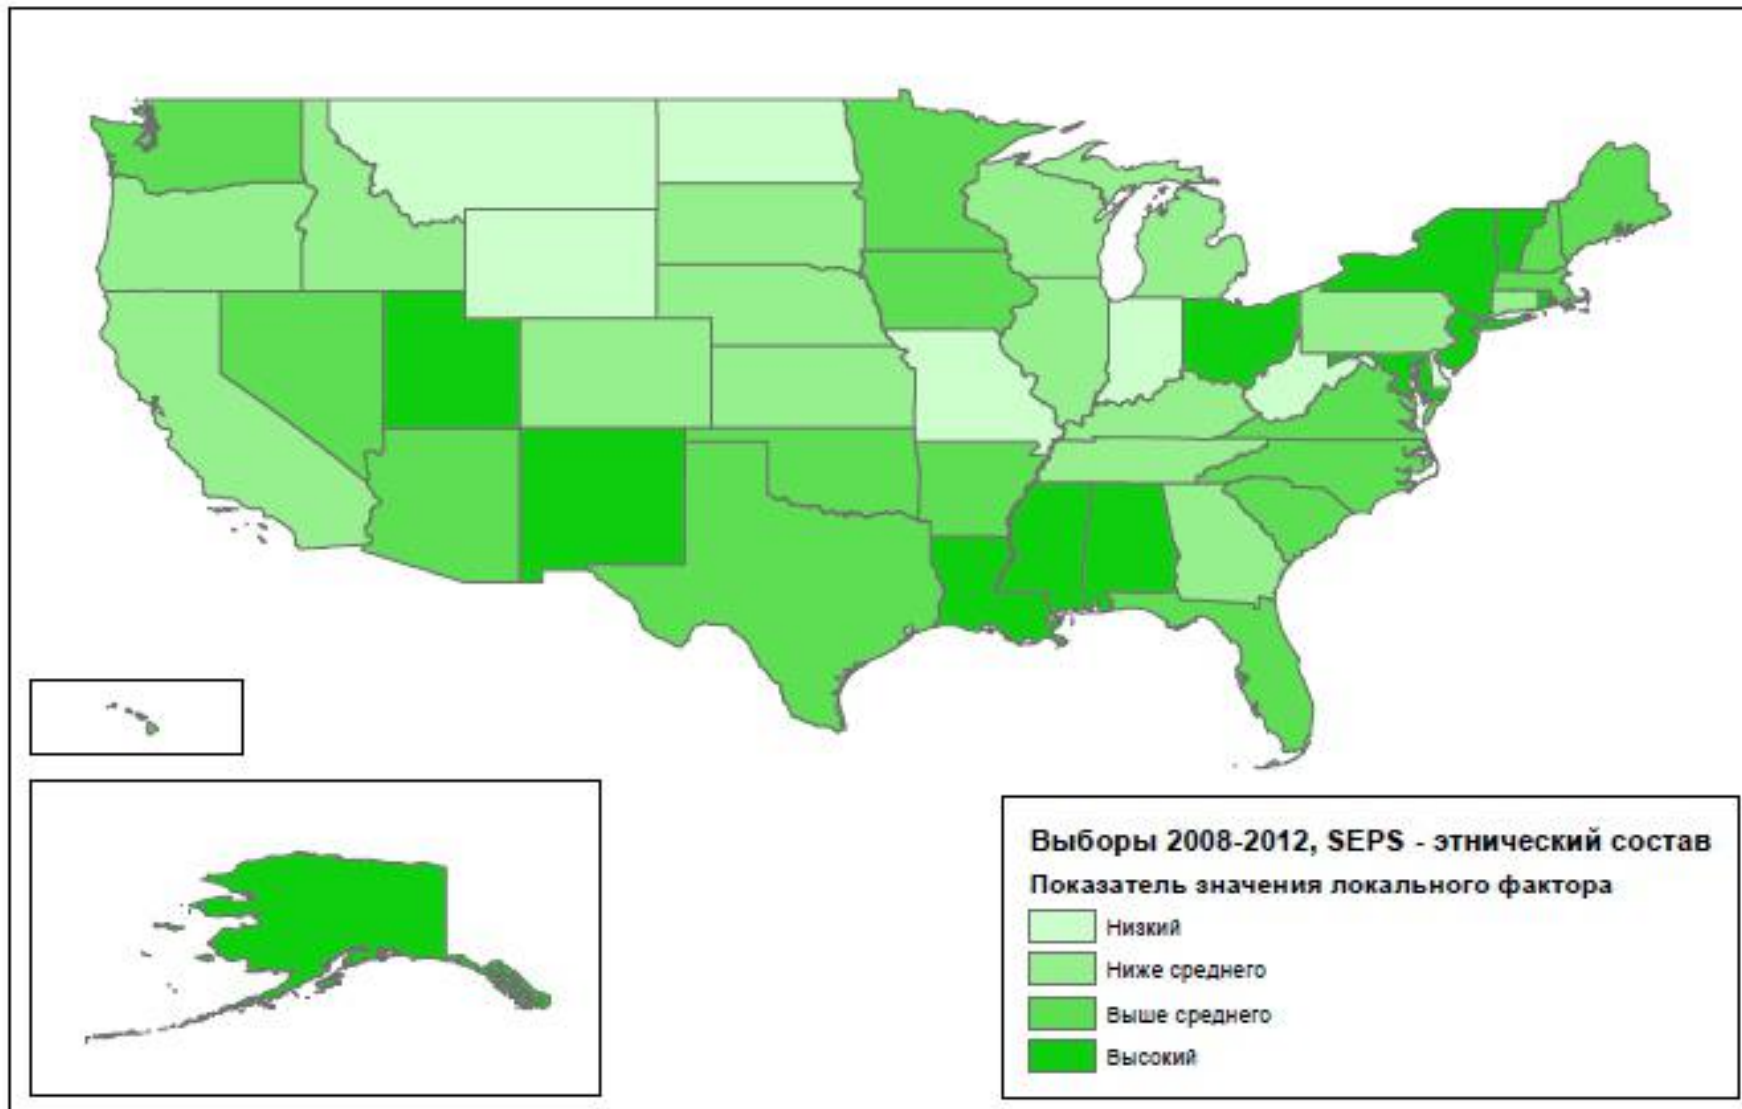 Выборы 2008-2012, SEPS - этнический состав
Показатель значения локального фактора
Низкий
Ниже среднего
Выше среднего
Высокий